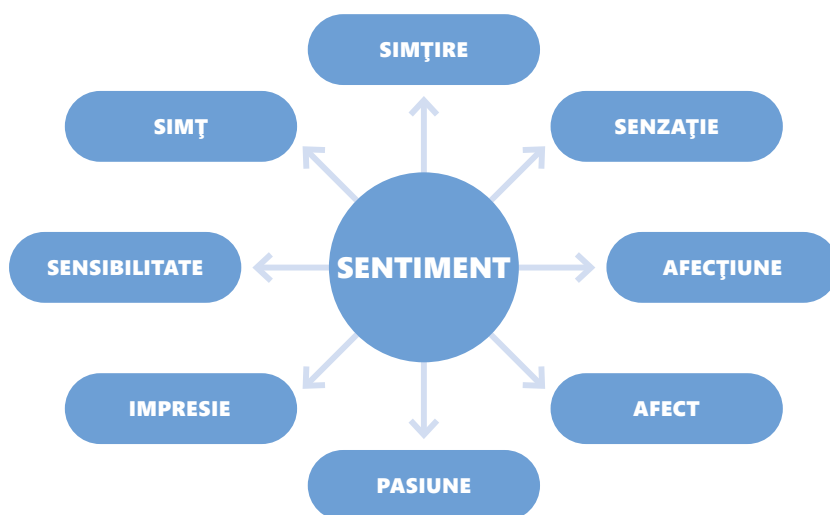 SIMŢIRE
SIMŢ
SENZAŢIE
SENSIBILITATE
SENTIMENT
AFECŢIUNE
IMPRESIE
AFECT
PASIUNE